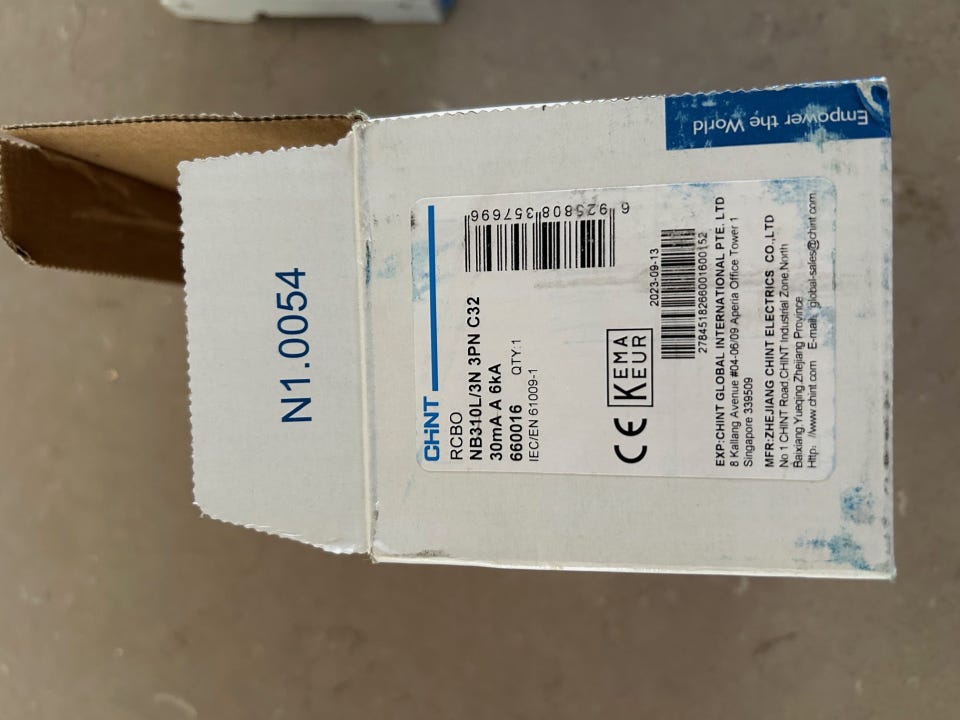 Empower the World
N1.0054
CHNT
RCBO
NB310L/3N 3PN C32
30mA A 6kA
660016 QTY:1
IEC/EN 61009-1
6 923808 357696
CE KEMA KEUR
2023-09-13
2784518266001600152
EXP:CHINT GLOBAL INTERNATIONAL PTE. LTD
8 Kallang Avenue #04-06/09 Aperia Office Tower 1
Singapore 339509
MFR:ZHEJIANG CHINT ELECTRICS CO.,LTD
No 1 CHINT Road,CHINT Industrial Zone,North
Baixiang,Yueqing,Zhejiang Province
Http: //www.chint.com E-mail: global-sales@chint.com